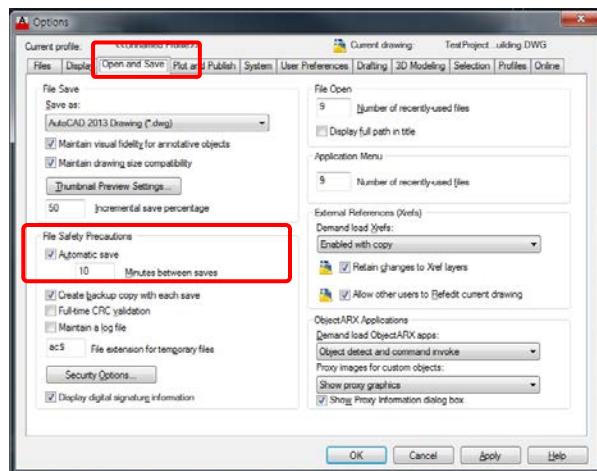 Options
Current profile: <<Unnamed Profile>> Current drawing: TestProject...uilding.DWG
Files Display Open and Save Plot and Publish System User Preferences Drafting 3D Modeling Selection Profiles Online
File Save
Save as:
AutoCAD 2013 Drawing (*.dwg)
Maintain visual fidelity for annotative objects
Maintain drawing size compatibility
Thumbnail Preview Settings...
50 Incremental save percentage
File Safety Precautions
Automatic save
10 Minutes between saves
Create backup copy with each save
Full-time CRC validation
Maintain a log file
ac$ File extension for temporary files
Security Options...
Display digital signature information
File Open
9 Number of recently-used files
Display full path in title
Application Menu
9 Number of recently-used files
External References (Xrefs)
Demand load Xrefs:
Enabled with copy
Retain changes to Xref layers
Allow other users to Refedit current drawing
ObjectARX Applications
Demand load ObjectARX apps:
Object detect and command invoke
Proxy images for custom objects:
Show proxy graphics
Show Proxy Information dialog box
OK Cancel Apply Help